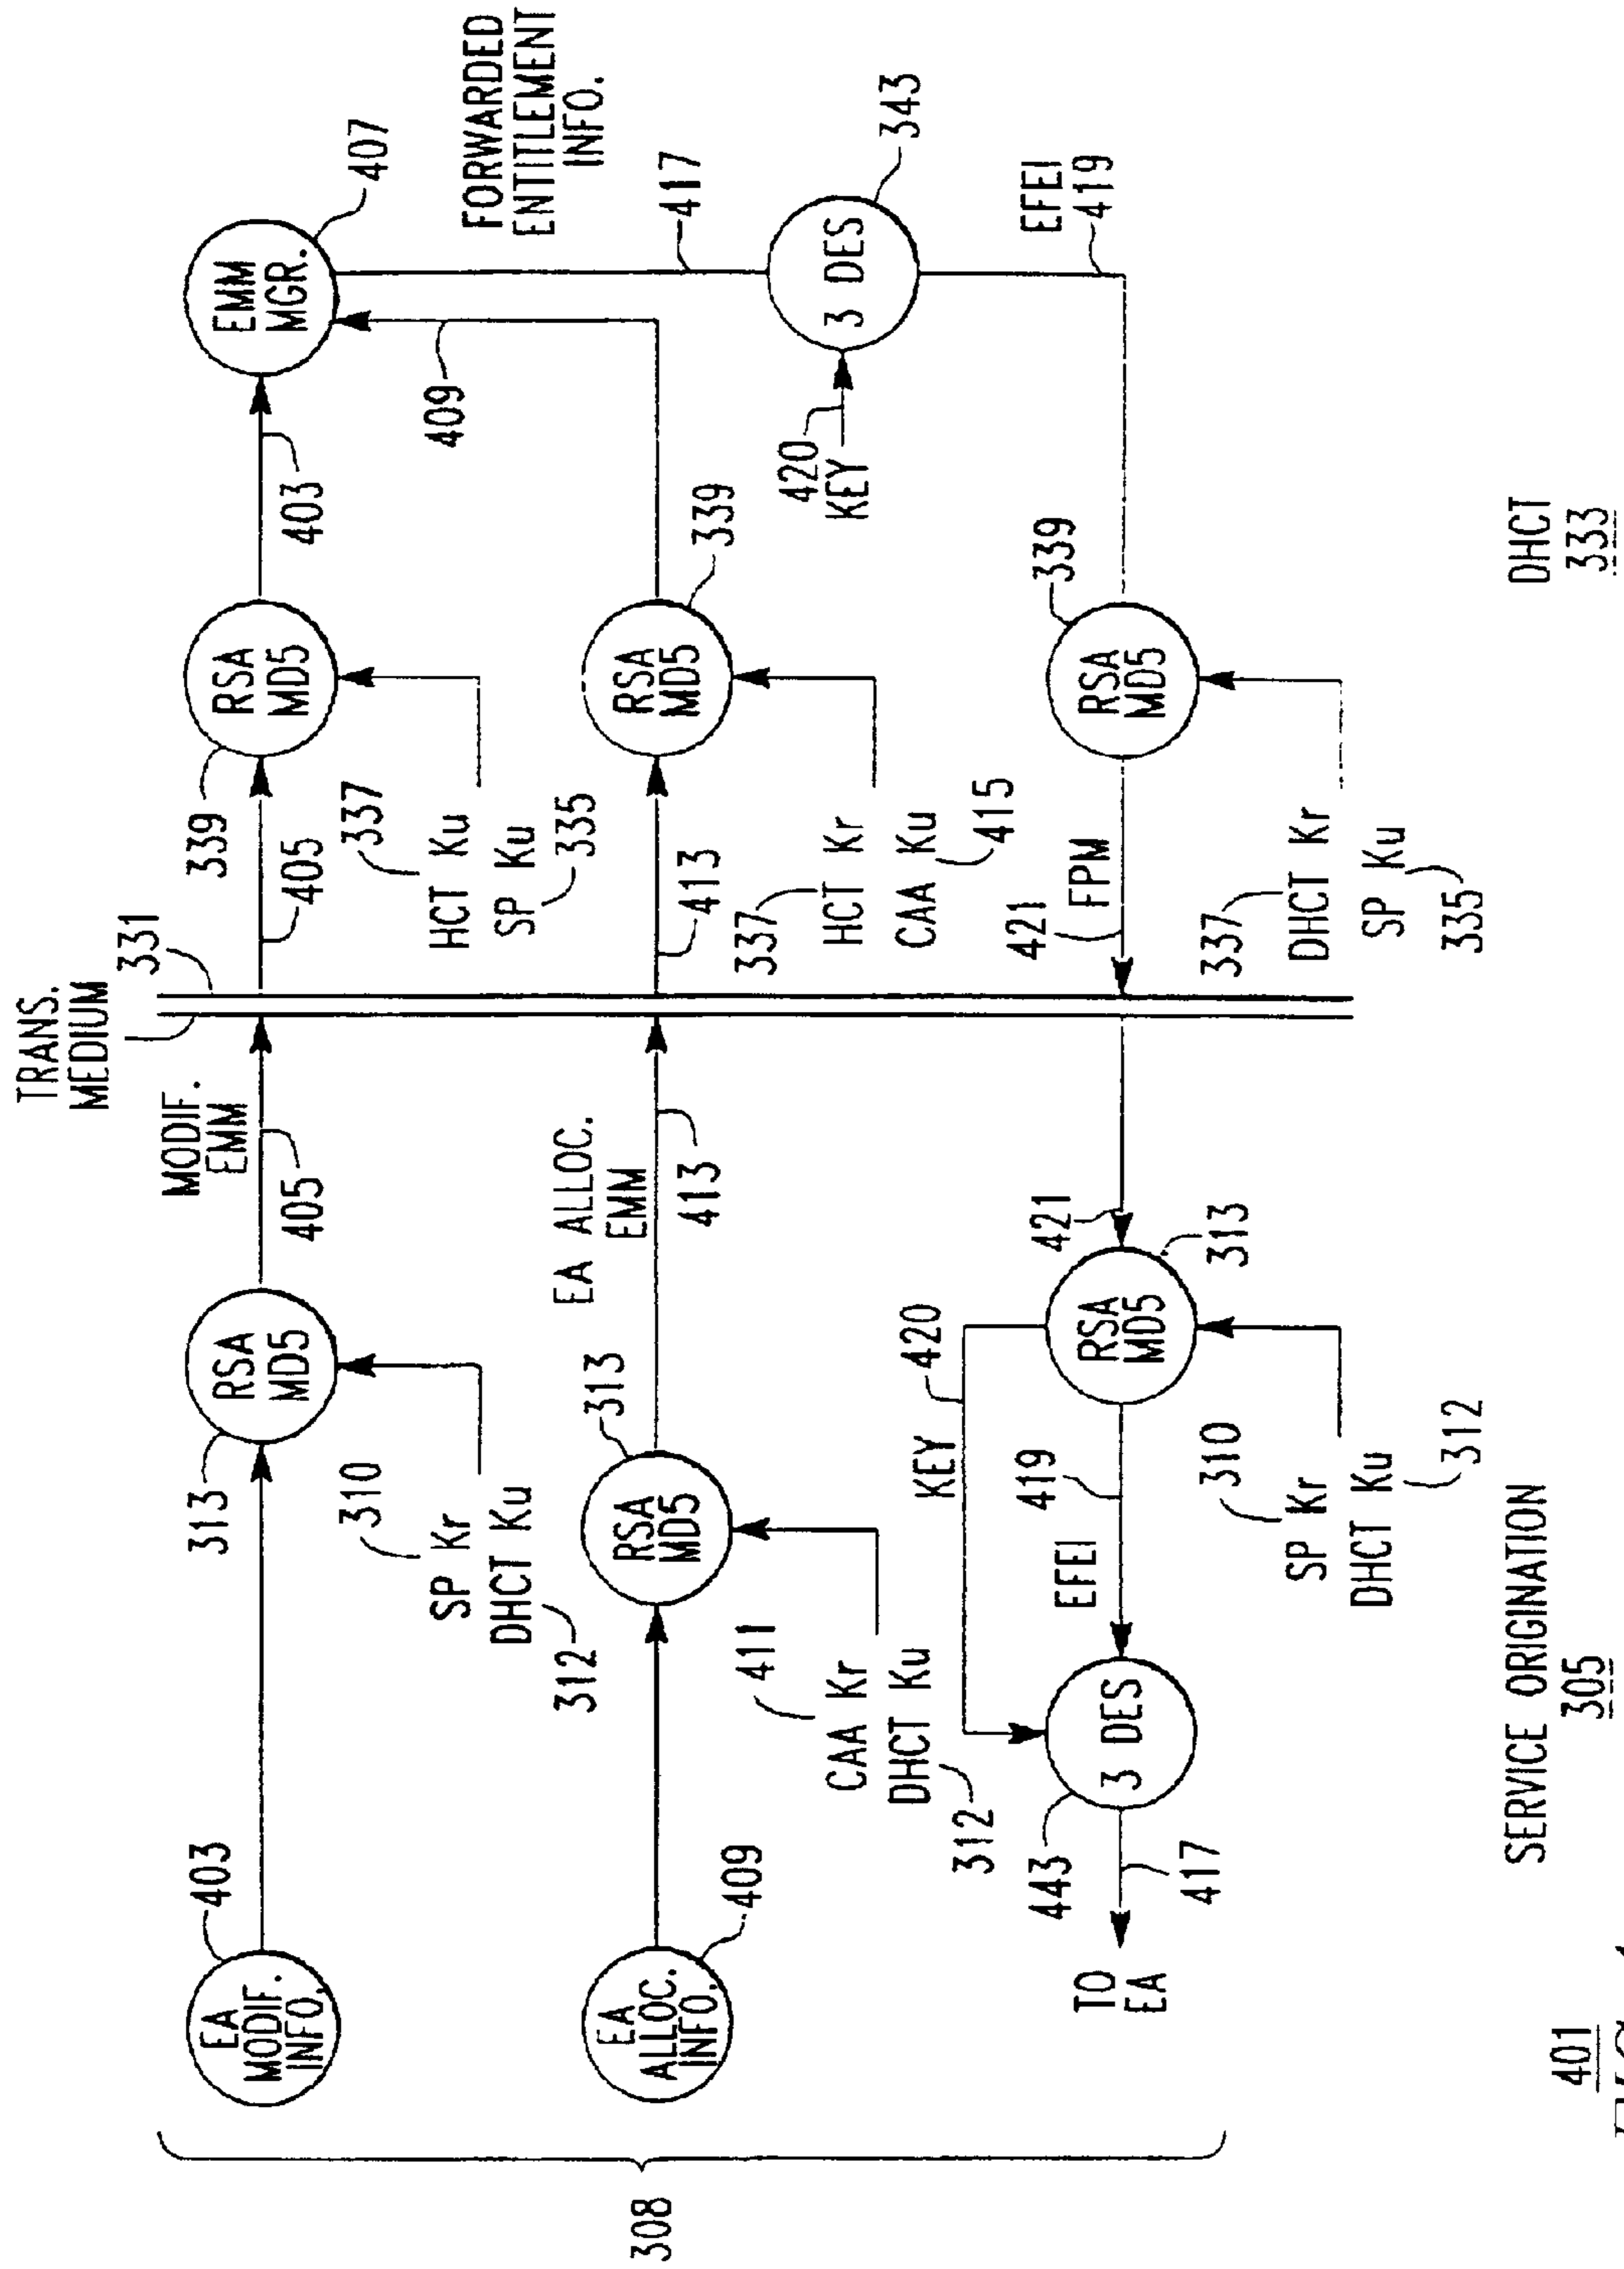 TRANS.
MEDIUM
331
EA
MODIF.
INFO.
403
313
RSA
MD5
MODIF.
EMM
405
405
339
RSA
MD5
403
EMM
MGR.
407
310
SP Kr
DHCT Ku
312
337
HCT Ku
SP Ku
335
409
FORWARDED
ENTITLEMENT
INFO.
308
EA
ALLOC.
INFO.
409
RSA
MD5
313
EA ALLOC.
EMM
413
413
RSA
MD5
339
417
411
CAA Kr
DHCT Ku
312
337
HCT Kr
CAA Ku
415
420
KEY
3 DES
343
TO
EA
417
443
3 DES
KEY
420
EFEI
419
RSA
MD5
313
421
421
FPM
RSA
MD5
339
EFEI
419
310
SP Kr
DHCT Ku
312
337
DHCT Kr
SP Ku
335
401
SERVICE ORIGINATION
305
DHCT
333